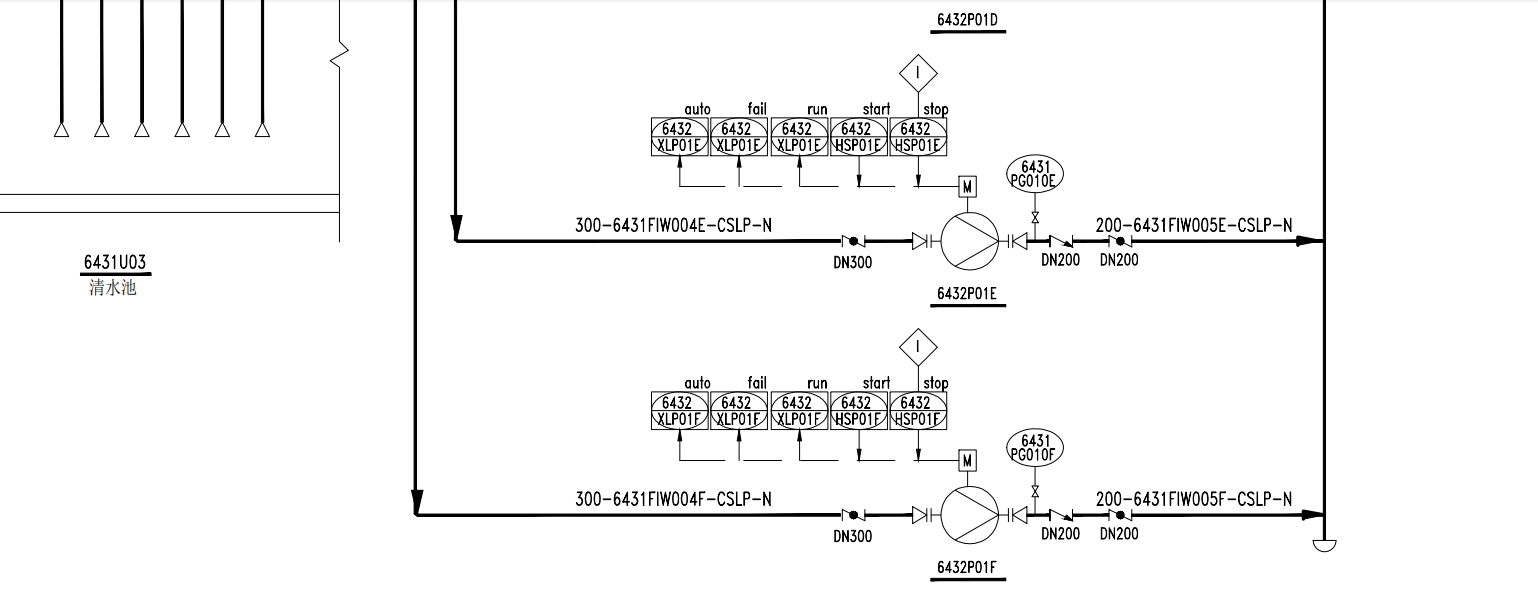 6432P01D
I
auto fail run start stop
6432 6432 6432 6432 6432
XLP01E XLP01E XLP01E HSP01E HSP01E
6431
PG010E
M
300-6431FIW004E-CSLP-N
200-6431FIW005E-CSLP-N
DN300
DN200
DN200
6432P01E
6431U03
清水池
I
auto fail run start stop
6432 6432 6432 6432 6432
XLP01F XLP01F XLP01F HSP01F HSP01F
6431
PG010F
M
300-6431FIW004F-CSLP-N
200-6431FIW005F-CSLP-N
DN300
DN200
DN200
6432P01F